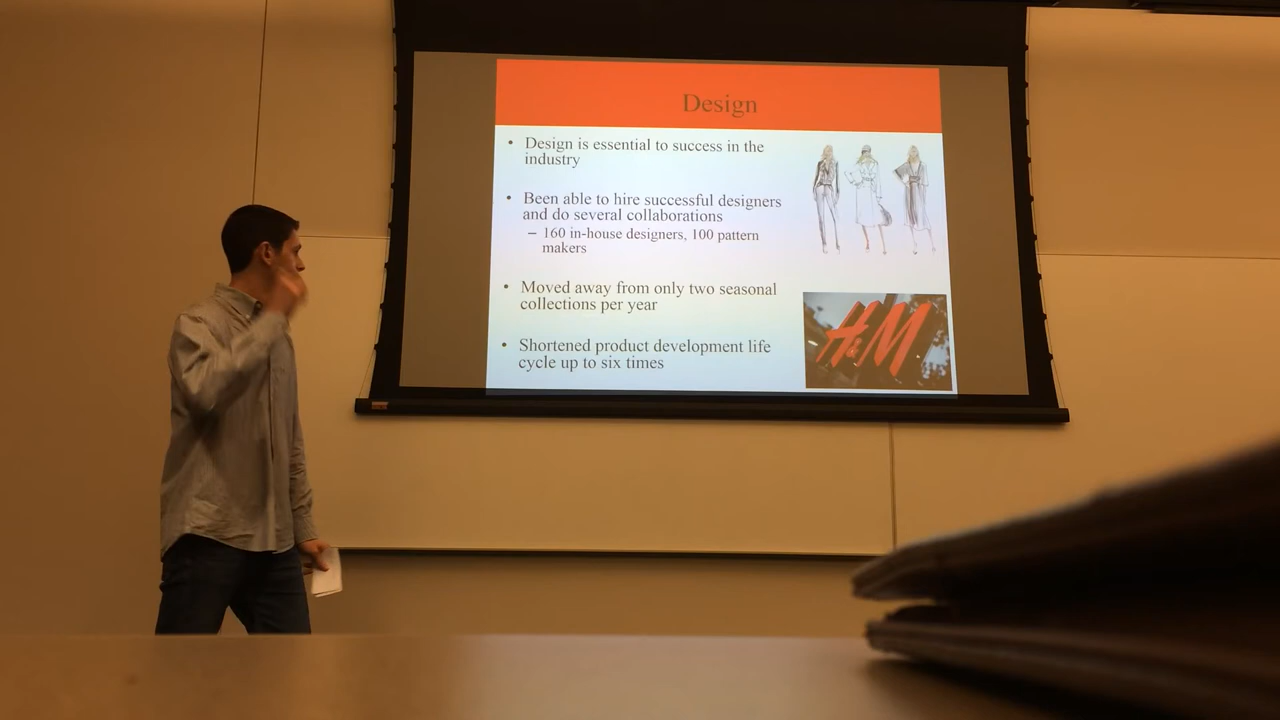 Design
• Design is essential to success in the
industry
• Been able to hire successful designers
and do several collaborations
– 160 in-house designers, 100 pattern
makers
• Moved away from only two seasonal
collections per year
• Shortened product development life
cycle up to six times
H&M